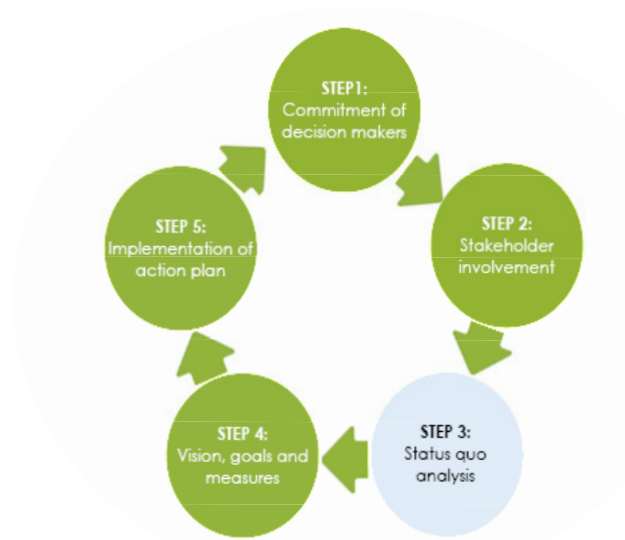 STEP1:
Commitment of
decision makers
STEP 2:
Stakeholder
involvement
STEP 3:
Status quo
analysis
STEP 4:
Vision, goals and
measures
STEP 5:
Implementation of
action plan